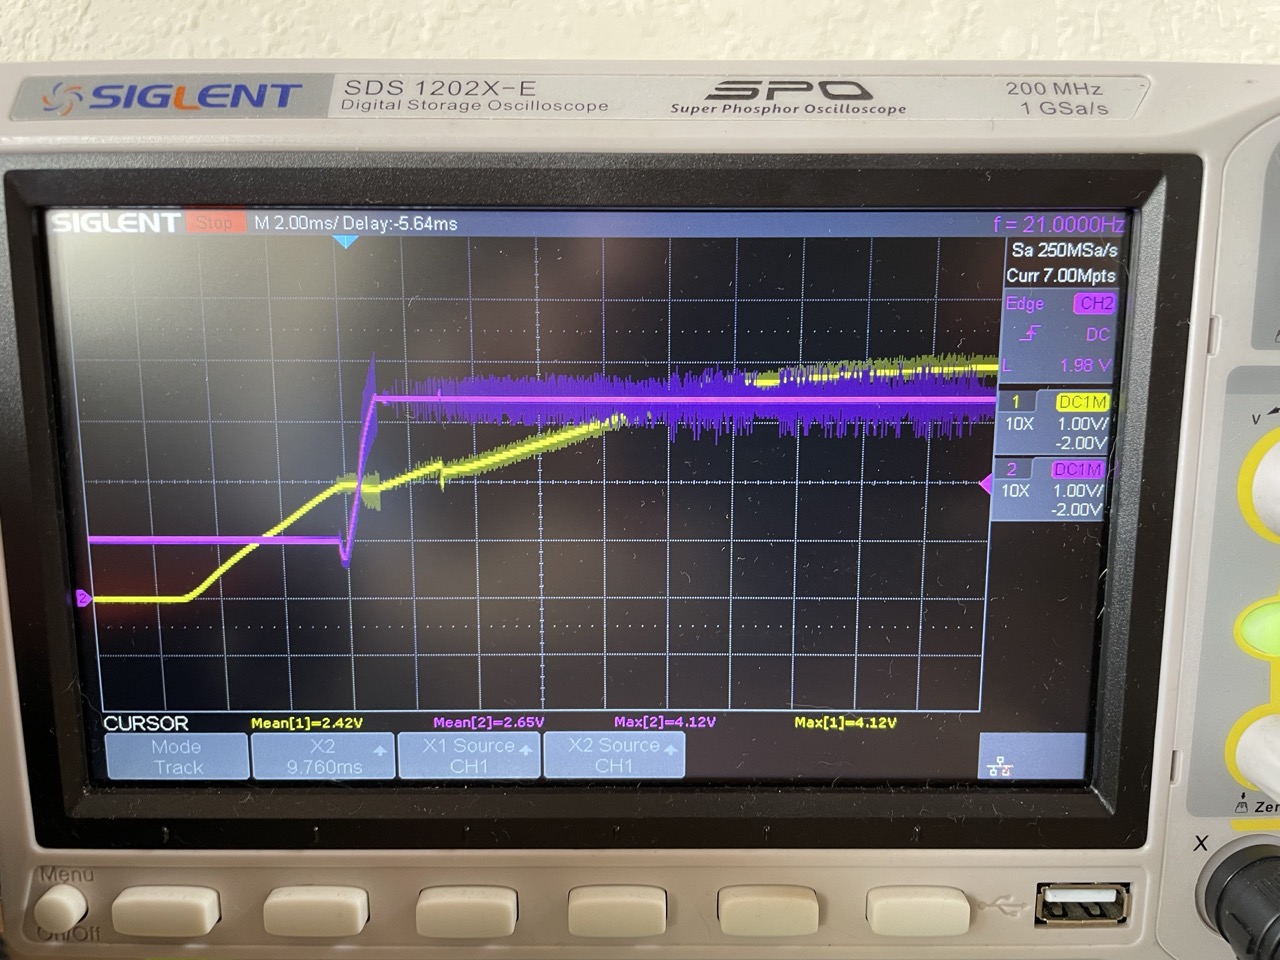 SIGLENT SDS 1202X-E SPO 200 MHz
Digital Storage Oscilloscope Super Phosphor Oscilloscope 1 GSa/s
SIGLENT Stop M 2.00ms/ Delay:-5.64ms f = 21.0000Hz
Sa 250MSa/s
Curr 7.00Mpts
Edge CH2
DC
L 1.98 V
1 DC1M
10X 1.00V/
-2.00V
2 DC1M
10X 1.00V/
-2.00V
2
CURSOR Mean[1]=2.42V Mean[2]=2.65V Max[2]=4.12V Max[1]=4.12V
Mode X2 X1 Source X2 Source
Track 9.760ms CH1 CH1
V
Zer
X
Menu
On/Off